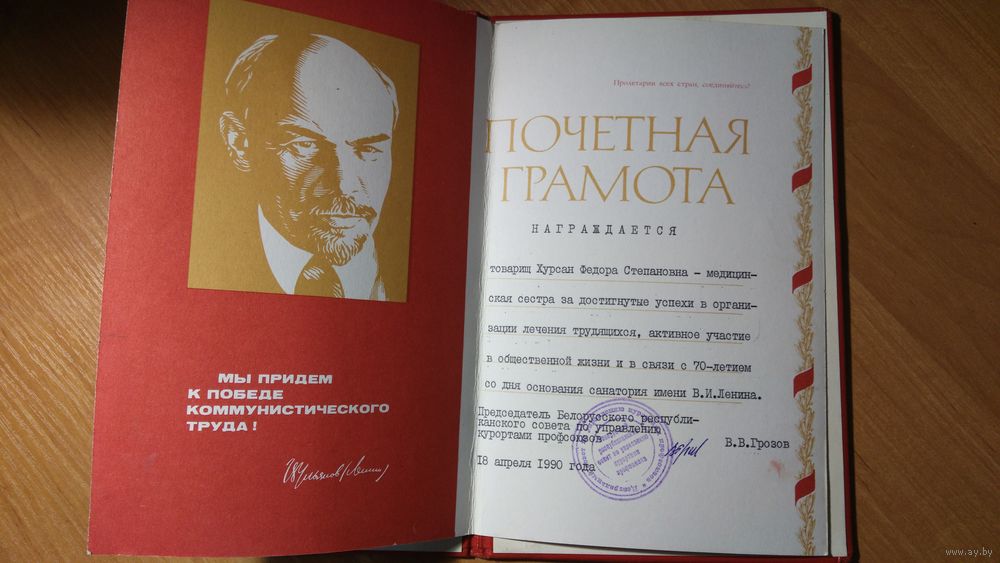 МЫ ПРИДЕМ
К ПОБЕДЕ
КОММУНИСТИЧЕСКОГО
ТРУДА!
Пролетарии всех стран, соединяйтесь!
ПОЧЕТНАЯ
ГРАМОТА
НАГРАЖДАЕТСЯ
товарищ Хурсан Федора Степановна - медицин-
ская сестра за достигнутые успехи в органи-
зации лечения трудящихся, активное участие
в общественной жизни и в связи с 70-летием
со дня основания санатория имени В.И.Ленина.
Председатель Белорусского республи-
канского совета по управлению
курортами профсоюзов
В.В.Грозов
18 апреля 1990 года
www.ay.by